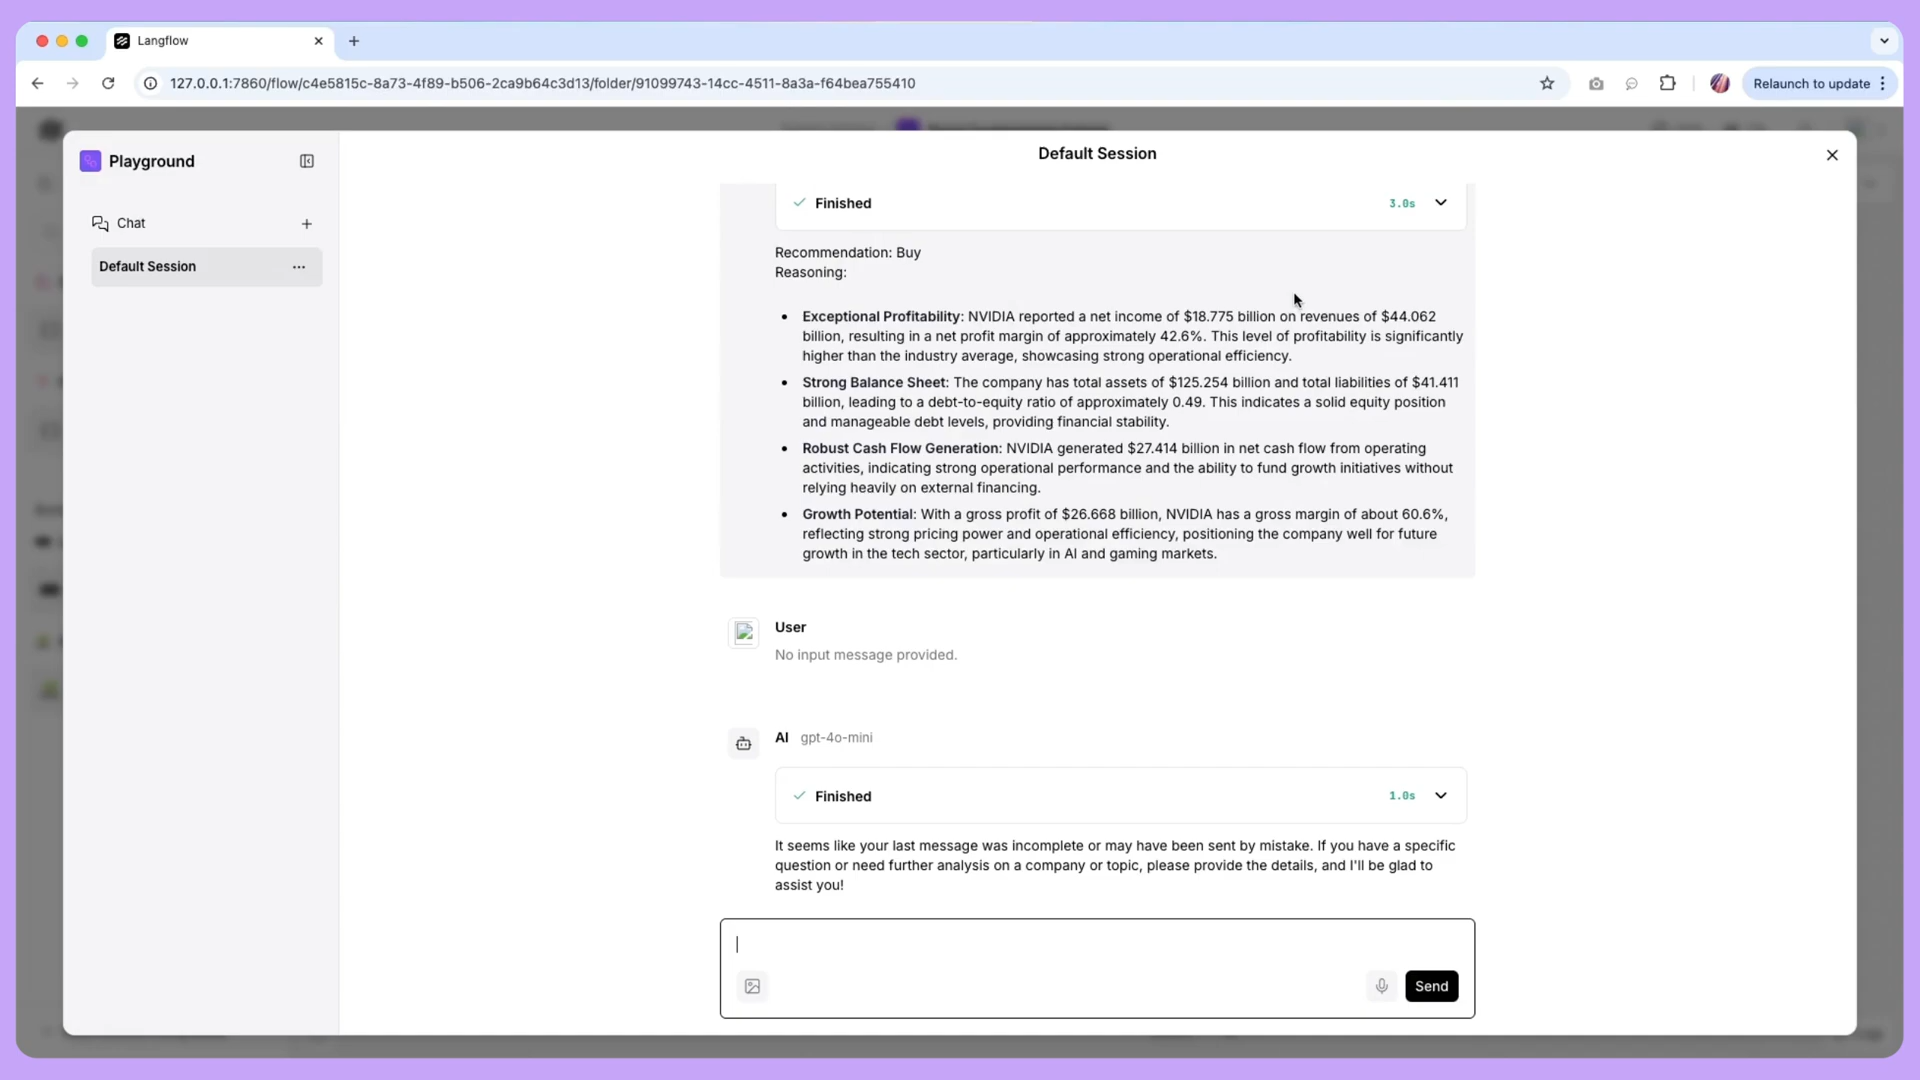 Langflow
127.0.0.1:7860/flow/c4e5815c-8a73-4f89-b506-2ca9b64c3d13/folder/91099743-14cc-4511-8a3a-f64bea755410
Relaunch to update
Playground
Chat
Default Session
Default Session
Finished
3.0s
Recommendation: Buy
Reasoning:
• Exceptional Profitability: NVIDIA reported a net income of $18.775 billion on revenues of $44.062
billion, resulting in a net profit margin of approximately 42.6%. This level of profitability is significantly
higher than the industry average, showcasing strong operational efficiency.
• Strong Balance Sheet: The company has total assets of $125.254 billion and total liabilities of $41.411
billion, leading to a debt-to-equity ratio of approximately 0.49. This indicates a solid equity position
and manageable debt levels, providing financial stability.
• Robust Cash Flow Generation: NVIDIA generated $27.414 billion in net cash flow from operating
activities, indicating strong operational performance and the ability to fund growth initiatives without
relying heavily on external financing.
• Growth Potential: With a gross profit of $26.668 billion, NVIDIA has a gross margin of about 60.6%,
reflecting strong pricing power and operational efficiency, positioning the company well for future
growth in the tech sector, particularly in AI and gaming markets.
User
No input message provided.
AI gpt-4o-mini
Finished
1.0s
It seems like your last message was incomplete or may have been sent by mistake. If you have a specific
question or need further analysis on a company or topic, please provide the details, and I'll be glad to
assist you!
Send